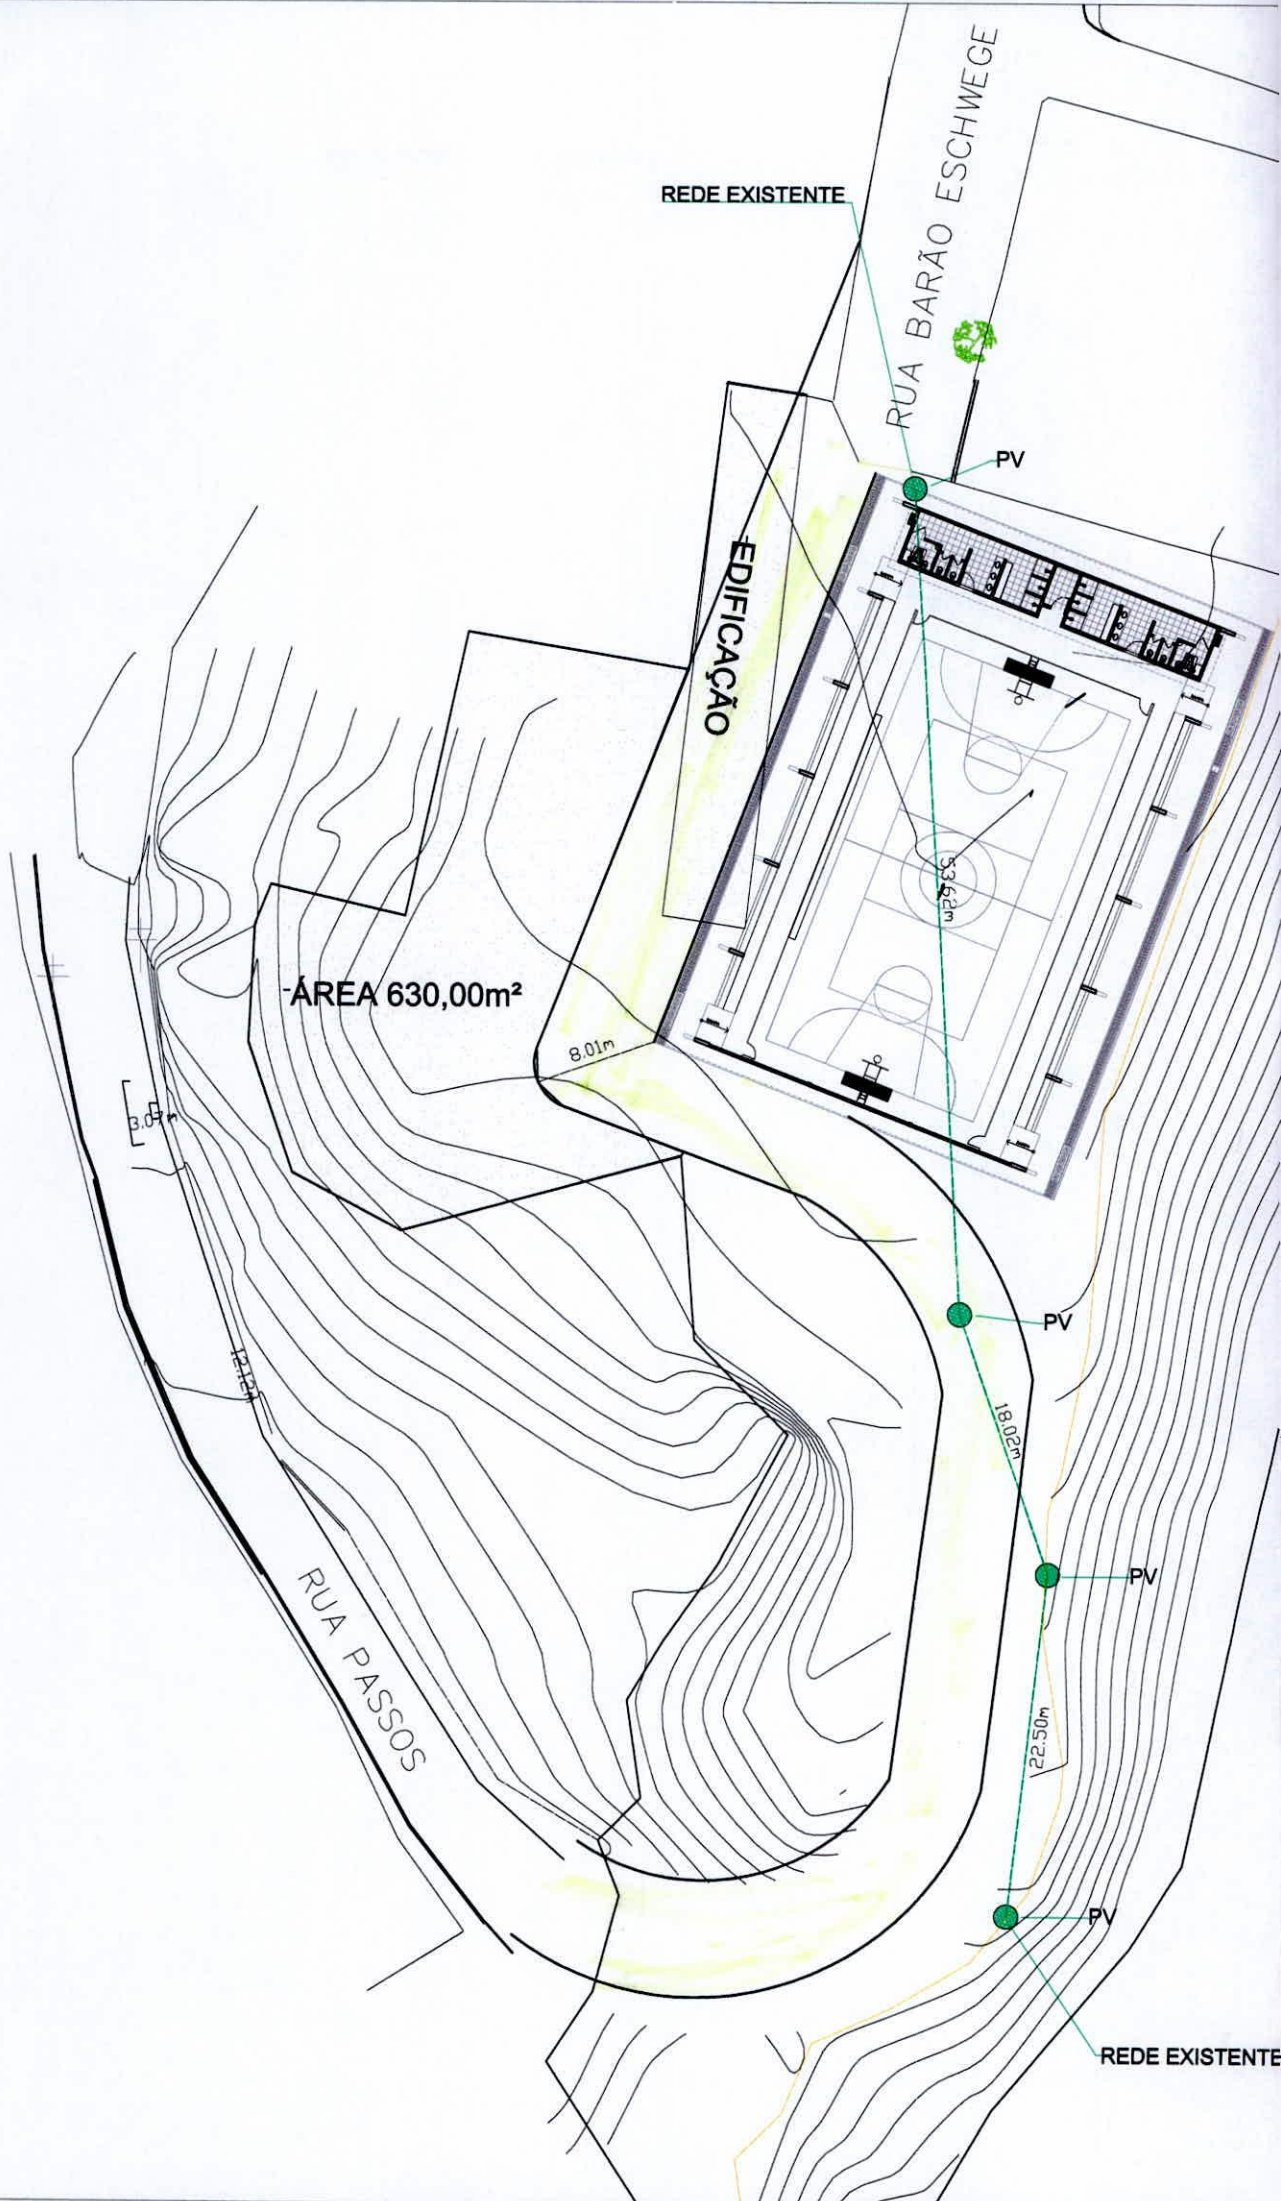 RUA BARÃO ESCHWEGE
REDE EXISTENTE
PV
EDIFICAÇÃO
53.62m
-ÁREA 630,00m²
8.01m
3.07m
PV
12.12m
18.02m
PV
RUA PASSOS
22.50m
PV
REDE EXISTENTE